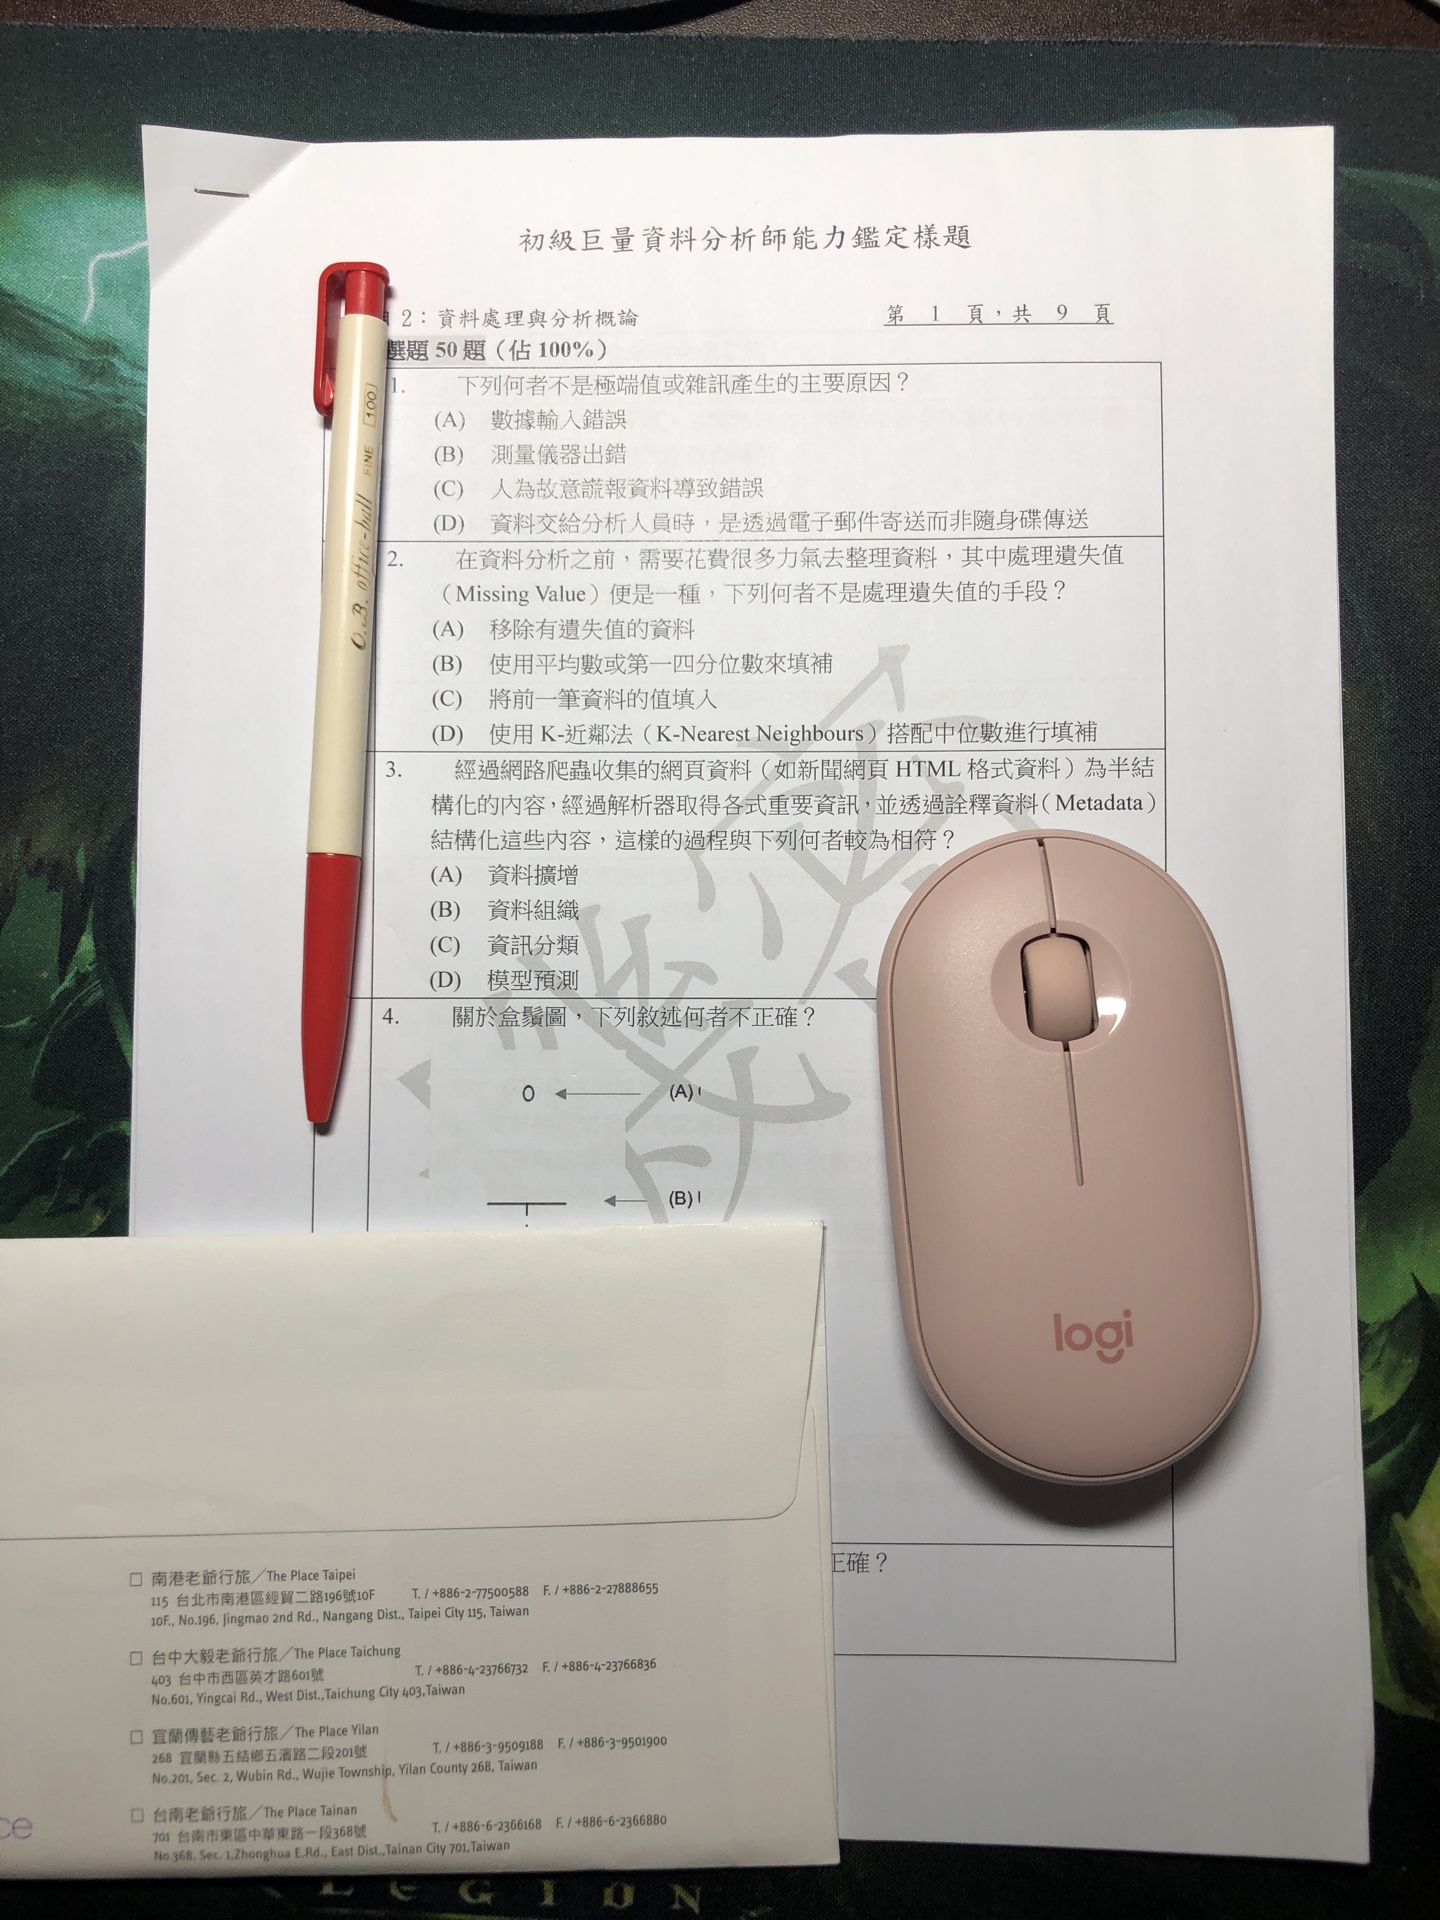 初級巨量資料分析師能力鑑定樣題
2：資料處理與分析概論
第 1 頁，共 9 頁
選題 50 題（佔 100%）
1. 下列何者不是極端值或雜訊產生的主要原因？
(A) 數據輸入錯誤
(B) 測量儀器出錯
(C) 人為故意謊報資料導致錯誤
(D) 資料交給分析人員時，是透過電子郵件寄送而非隨身碟傳送
2. 在資料分析之前，需要花費很多力氣去整理資料，其中處理遺失值
（Missing Value）便是一種，下列何者不是處理遺失值的手段？
(A) 移除有遺失值的資料
(B) 使用平均數或第一四分位數來填補
(C) 將前一筆資料的值填入
(D) 使用 K-近鄰法（K-Nearest Neighbours）搭配中位數進行填補
3. 經過網路爬蟲收集的網頁資料（如新聞網頁 HTML 格式資料）為半結
構化的內容，經過解析器取得各式重要資訊，並透過詮釋資料（Metadata）
結構化這些內容，這樣的過程與下列何者較為相符？
(A) 資料擴增
(B) 資料組織
(C) 資訊分類
(D) 模型預測
4. 關於盒鬚圖，下列敘述何者不正確？
(A)
(B)
正確？
O.B. office-ball FINE 100
logi
南港老爺行旅／The Place Taipei
115 台北市南港區經貿二路196號10F T. / +886-2-77500588 F. / +886-2-27888655
10F., No.196, Jingmao 2nd Rd., Nangang Dist., Taipei City 115, Taiwan
台中大毅老爺行旅／The Place Taichung
403 台中市西區英才路601號 T. / +886-4-23766732 F. / +886-4-23766836
No.601, Yingcai Rd., West Dist.,Taichung City 403,Taiwan
宜蘭傳藝老爺行旅／The Place Yilan
268 宜蘭縣五結鄉五濱路二段201號 T. / +886-3-9509188 F. / +886-3-9501900
No.201, Sec. 2, Wubin Rd., Wujie Township, Yilan County 268, Taiwan
台南老爺行旅／The Place Tainan
701 台南市東區中華東路一段368號 T. / +886-6-2366168 F. / +886-6-2366880
No.368, Sec. 1,Zhonghua E.Rd., East Dist.,Tainan City 701,Taiwan
ce
LEGION